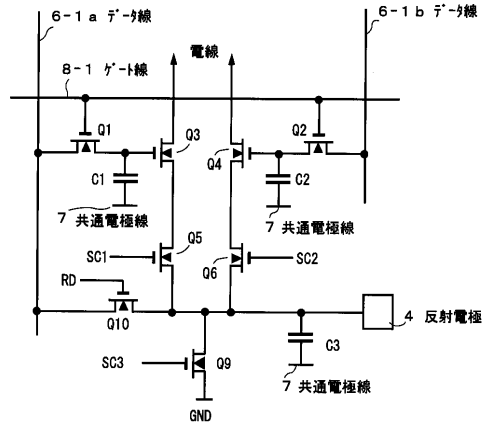 6-1a データ線
6-1b データ線
電線
8-1 ゲート線
Q1
Q3
Q4
Q2
C1
C2
7 共通電極線
7 共通電極線
SC1
Q5
Q6
SC2
RD
Q10
4 反射電極
C3
SC3
Q9
7 共通電極線
GND